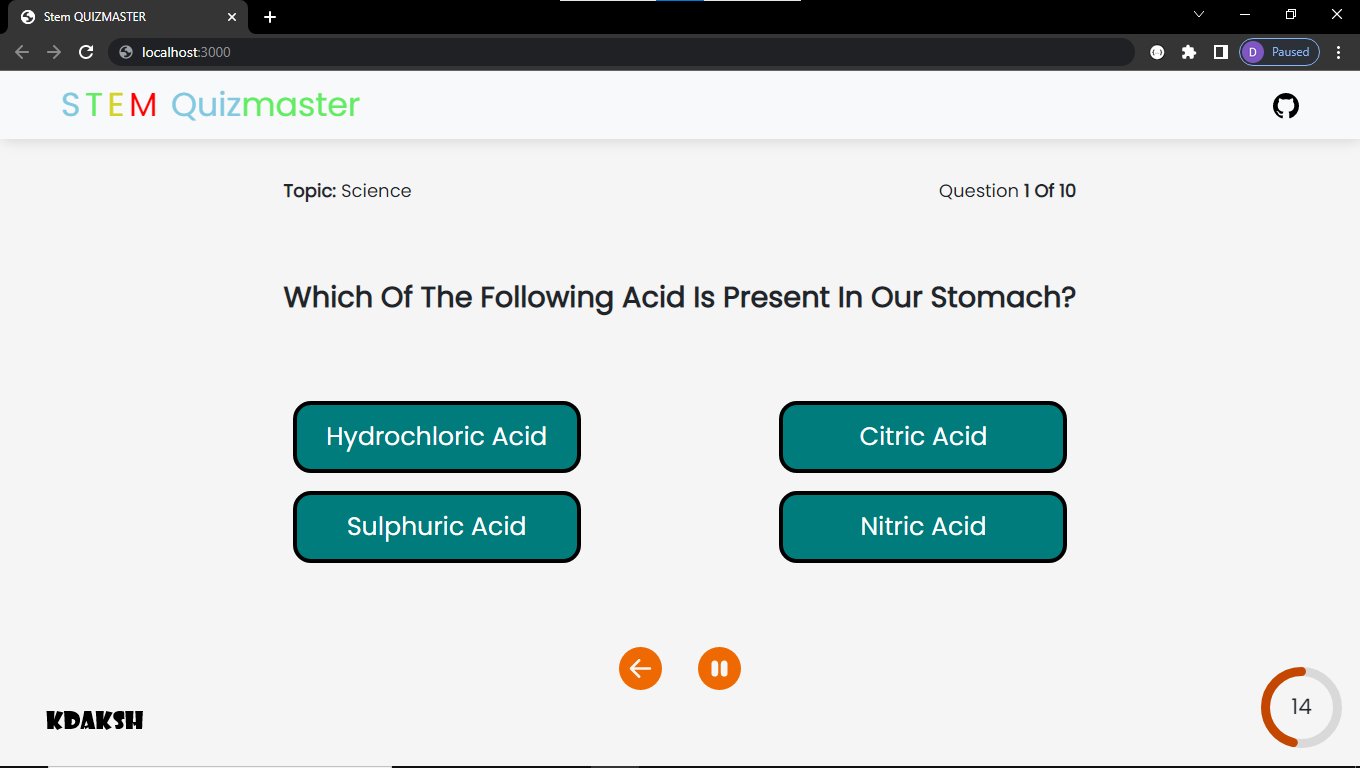 Stem QUIZMASTER
localhost:3000
D Paused
STEM Quizmaster
Topic: Science
Question 1 Of 10
Which Of The Following Acid Is Present In Our Stomach?
Hydrochloric Acid
Citric Acid
Sulphuric Acid
Nitric Acid
14
KDAKSH